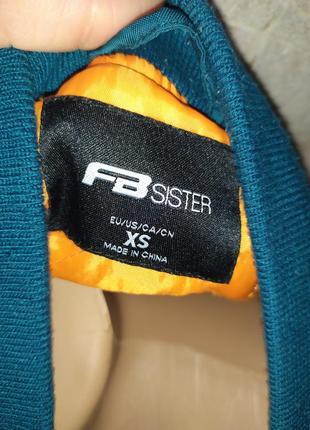 FB SISTER
EU/US/CA/CN
XS
MADE IN CHINA